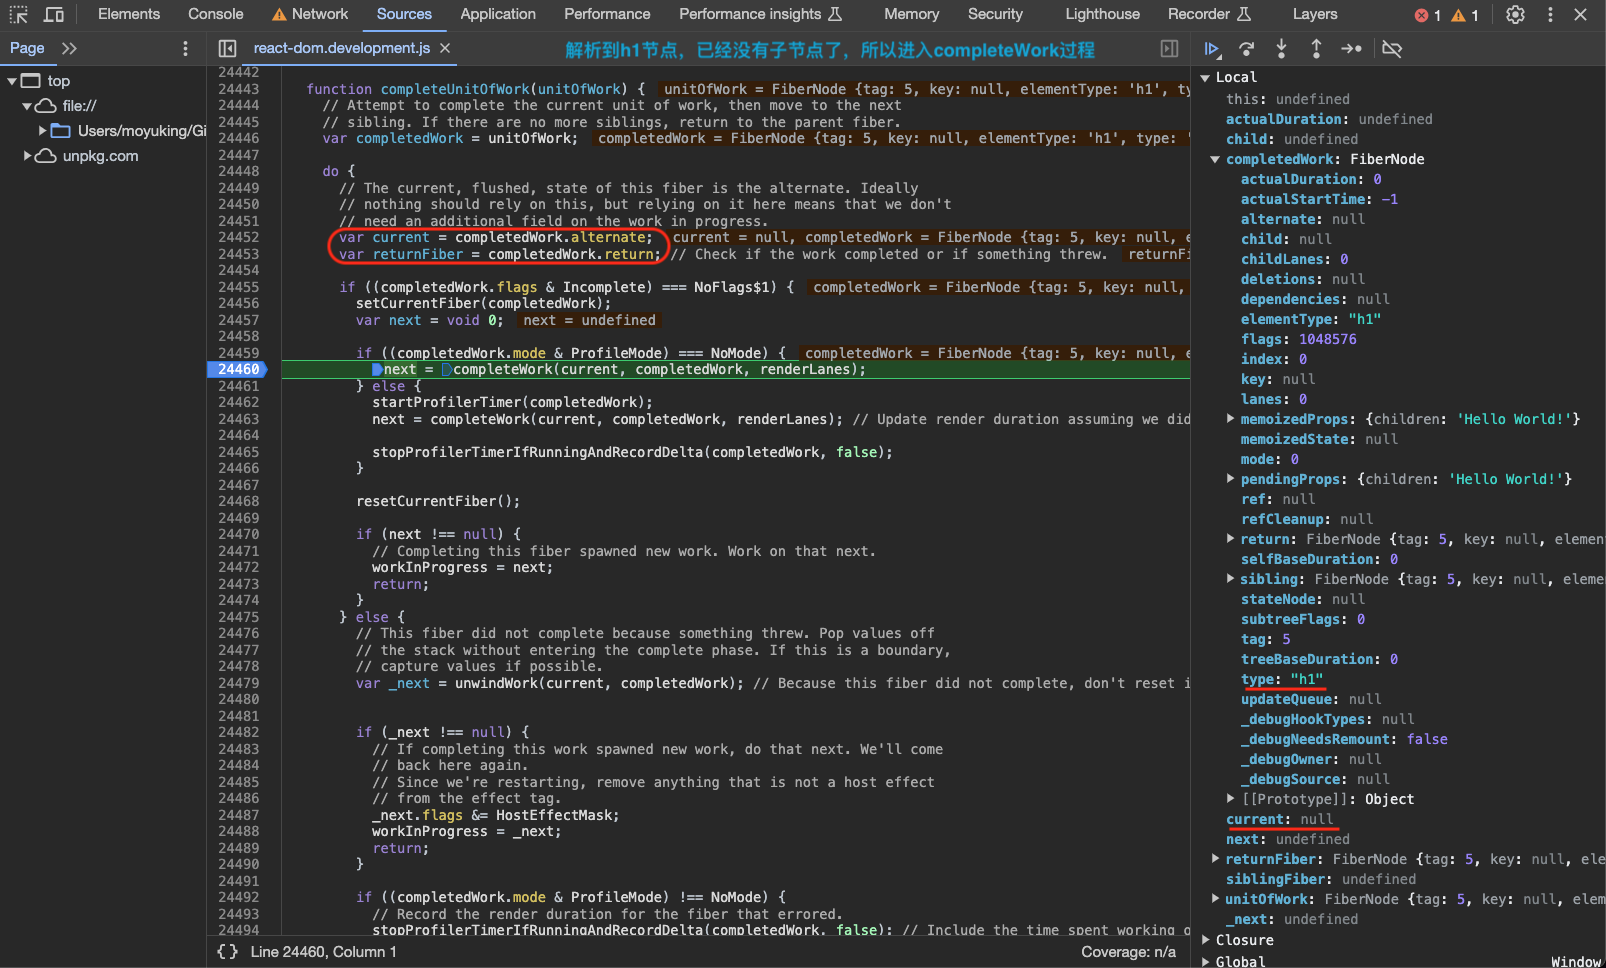 Elements Console Network Sources Application Performance Performance insights Memory Security Lighthouse Recorder Layers 1 1
Page
react-dom.development.js
解析到h1节点，已经没有子节点了，所以进入completeWork过程
top
file://
Users/moyuking/Gi
unpkg.com
24442
24443 function completeUnitOfWork(unitOfWork) { unitOfWork = FiberNode {tag: 5, key: null, elementType: 'h1', ty
24444 // Attempt to complete the current unit of work, then move to the next
24445 // sibling. If there are no more siblings, return to the parent fiber.
24446 var completedWork = unitOfWork; completedWork = FiberNode {tag: 5, key: null, elementType: 'h1', type: '
24447
24448 do {
24449 // The current, flushed, state of this fiber is the alternate. Ideally
24450 // nothing should rely on this, but relying on it here means that we don't
24451 // need an additional field on the work in progress.
24452 var current = completedWork.alternate; current = null, completedWork = FiberNode {tag: 5, key: null, e
24453 var returnFiber = completedWork.return; // Check if the work completed or if something threw. returnFi
24454
24455 if ((completedWork.flags & Incomplete) === NoFlags$1) { completedWork = FiberNode {tag: 5, key: null,
24456 setCurrentFiber(completedWork);
24457 var next = void 0; next = undefined
24458
24459 if ((completedWork.mode & ProfileMode) === NoMode) { completedWork = FiberNode {tag: 5, key: null, e
24460 next = completeWork(current, completedWork, renderLanes);
24461 } else {
24462 startProfilerTimer(completedWork);
24463 next = completeWork(current, completedWork, renderLanes); // Update render duration assuming we did
24464
24465 stopProfilerTimerIfRunningAndRecordDelta(completedWork, false);
24466 }
24467
24468 resetCurrentFiber();
24469
24470 if (next !== null) {
24471 // Completing this fiber spawned new work. Work on that next.
24472 workInProgress = next;
24473 return;
24474 }
24475 } else {
24476 // This fiber did not complete because something threw. Pop values off
24477 // the stack without entering the complete phase. If this is a boundary,
24478 // capture values if possible.
24479 var _next = unwindWork(current, completedWork); // Because this fiber did not complete, don't reset i
24480
24481
24482 if (_next !== null) {
24483 // If completing this work spawned new work, do that next. We'll come
24484 // back here again.
24485 // Since we're restarting, remove anything that is not a host effect
24486 // from the effect tag.
24487 _next.flags &= HostEffectMask;
24488 workInProgress = _next;
24489 return;
24490 }
24491
24492 if ((completedWork.mode & ProfileMode) !== NoMode) {
24493 // Record the render duration for the fiber that errored.
24494 stopProfilerTimerIfRunningAndRecordDelta(completedWork, false); // Include the time spent working o
{ } Line 24460, Column 1 Coverage: n/a
Local
this: undefined
actualDuration: undefined
child: undefined
completedWork: FiberNode
actualDuration: 0
actualStartTime: -1
alternate: null
child: null
childLanes: 0
deletions: null
dependencies: null
elementType: "h1"
flags: 1048576
index: 0
key: null
lanes: 0
memoizedProps: {children: 'Hello World!'}
memoizedState: null
mode: 0
pendingProps: {children: 'Hello World!'}
ref: null
refCleanup: null
return: FiberNode {tag: 5, key: null, elemen
selfBaseDuration: 0
sibling: FiberNode {tag: 5, key: null, eleme
stateNode: null
subtreeFlags: 0
tag: 5
treeBaseDuration: 0
type: "h1"
updateQueue: null
_debugHookTypes: null
_debugNeedsRemount: false
_debugOwner: null
_debugSource: null
[[Prototype]]: Object
current: null
next: undefined
returnFiber: FiberNode {tag: 5, key: null, ele
siblingFiber: undefined
unitOfWork: FiberNode {tag: 5, key: null, elem
_next: undefined
Closure
Global Window